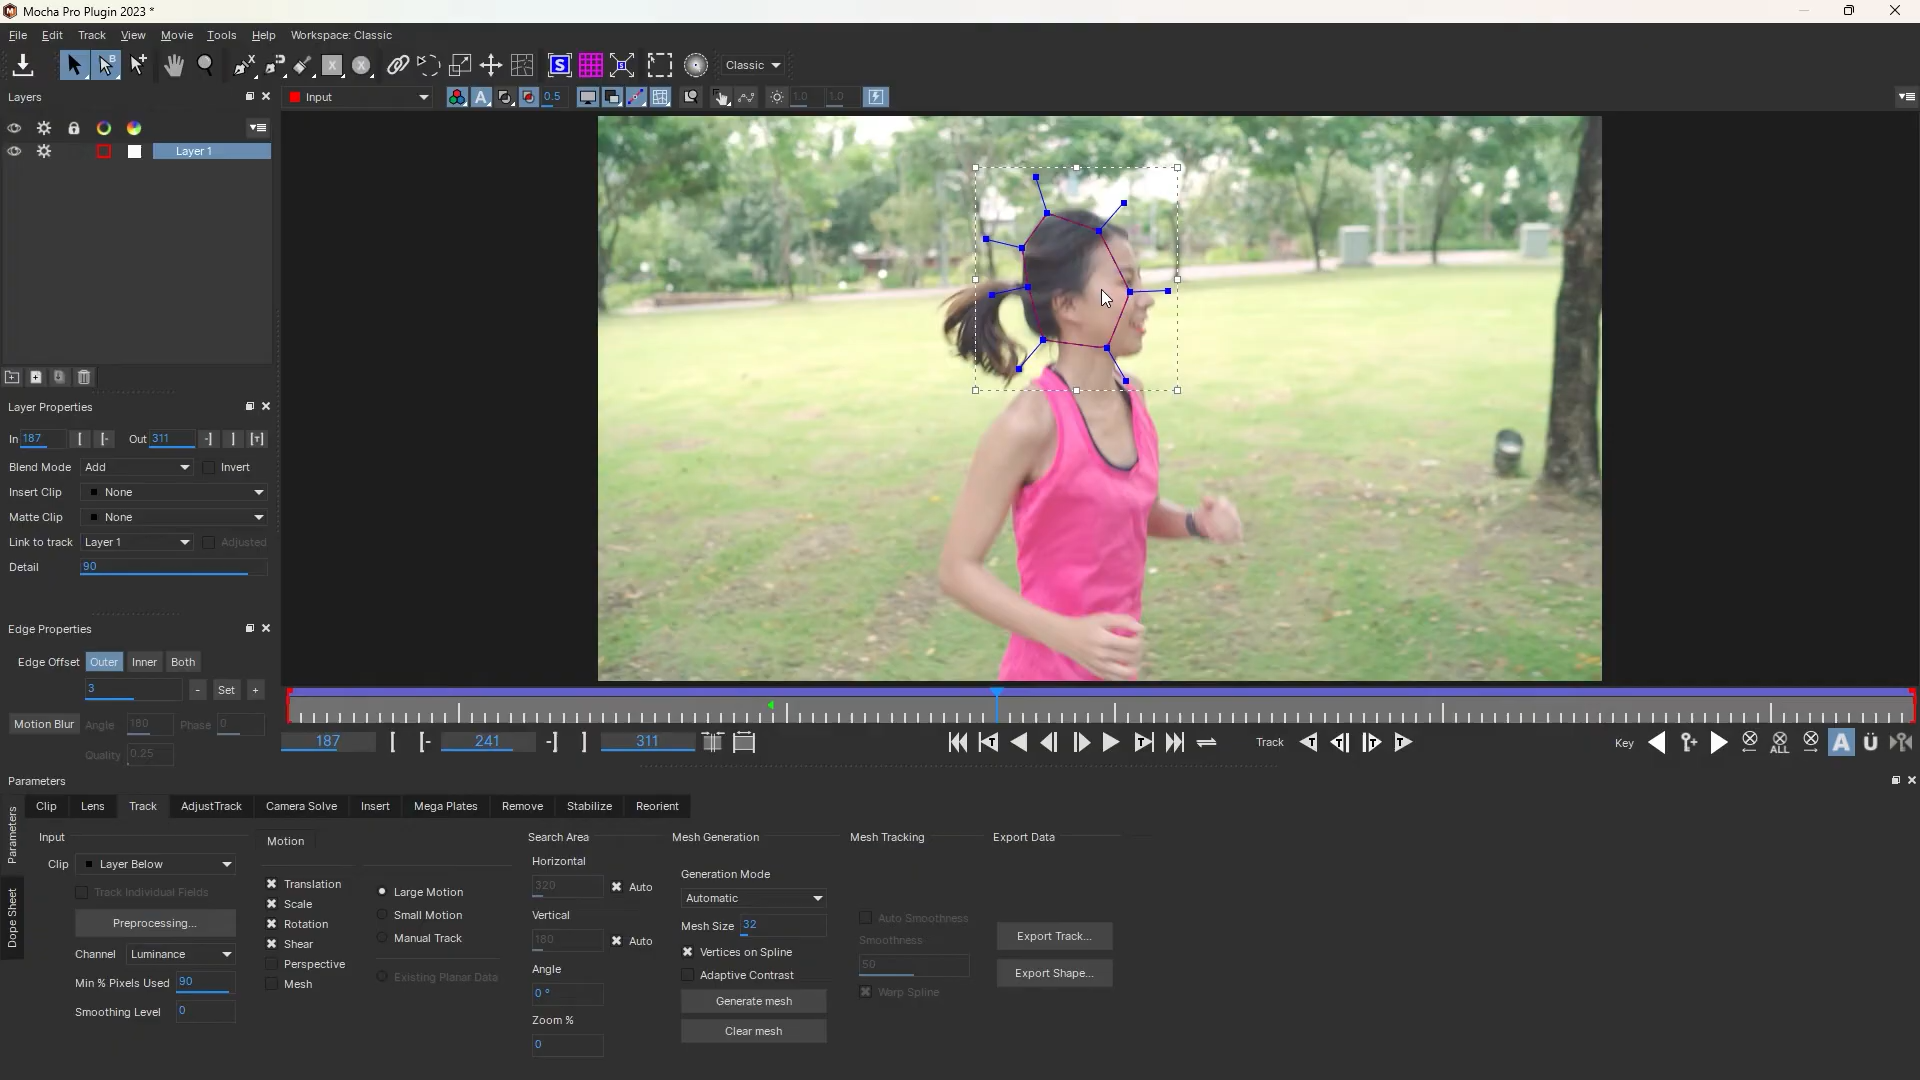 Mocha Pro Plugin 2023 *
File Edit Track View Movie Tools Help Workspace: Classic
Classic
Layers
Input
0.5
1.0 1.0
Layer 1
Layer Properties
In 187 Out 311
Blend Mode Add Invert
Insert Clip None
Matte Clip None
Link to track Layer 1 Adjusted
Detail 90
Edge Properties
Edge Offset Outer Inner Both
3 - Set +
Motion Blur Angle 180 Phase 0
Quality 0.25
187 241 311 Track Key ALL
Parameters
Clip Lens Track AdjustTrack Camera Solve Insert Mega Plates Remove Stabilize Reorient
Parameters
Dope Sheet
Input
Clip Layer Below
Track Individual Fields
Preprocessing...
Channel Luminance
Min % Pixels Used 90
Smoothing Level 0
Motion
Translation
Scale
Rotation
Shear
Perspective
Mesh
Large Motion
Small Motion
Manual Track
Existing Planar Data
Search Area
Horizontal
320 Auto
Vertical
180 Auto
Angle
0 °
Zoom %
0
Mesh Generation
Generation Mode
Automatic
Mesh Size 32
Vertices on Spline
Adaptive Contrast
Generate mesh
Clear mesh
Mesh Tracking
Auto Smoothness
Smoothness
50
Warp Spline
Export Data
Export Track...
Export Shape...